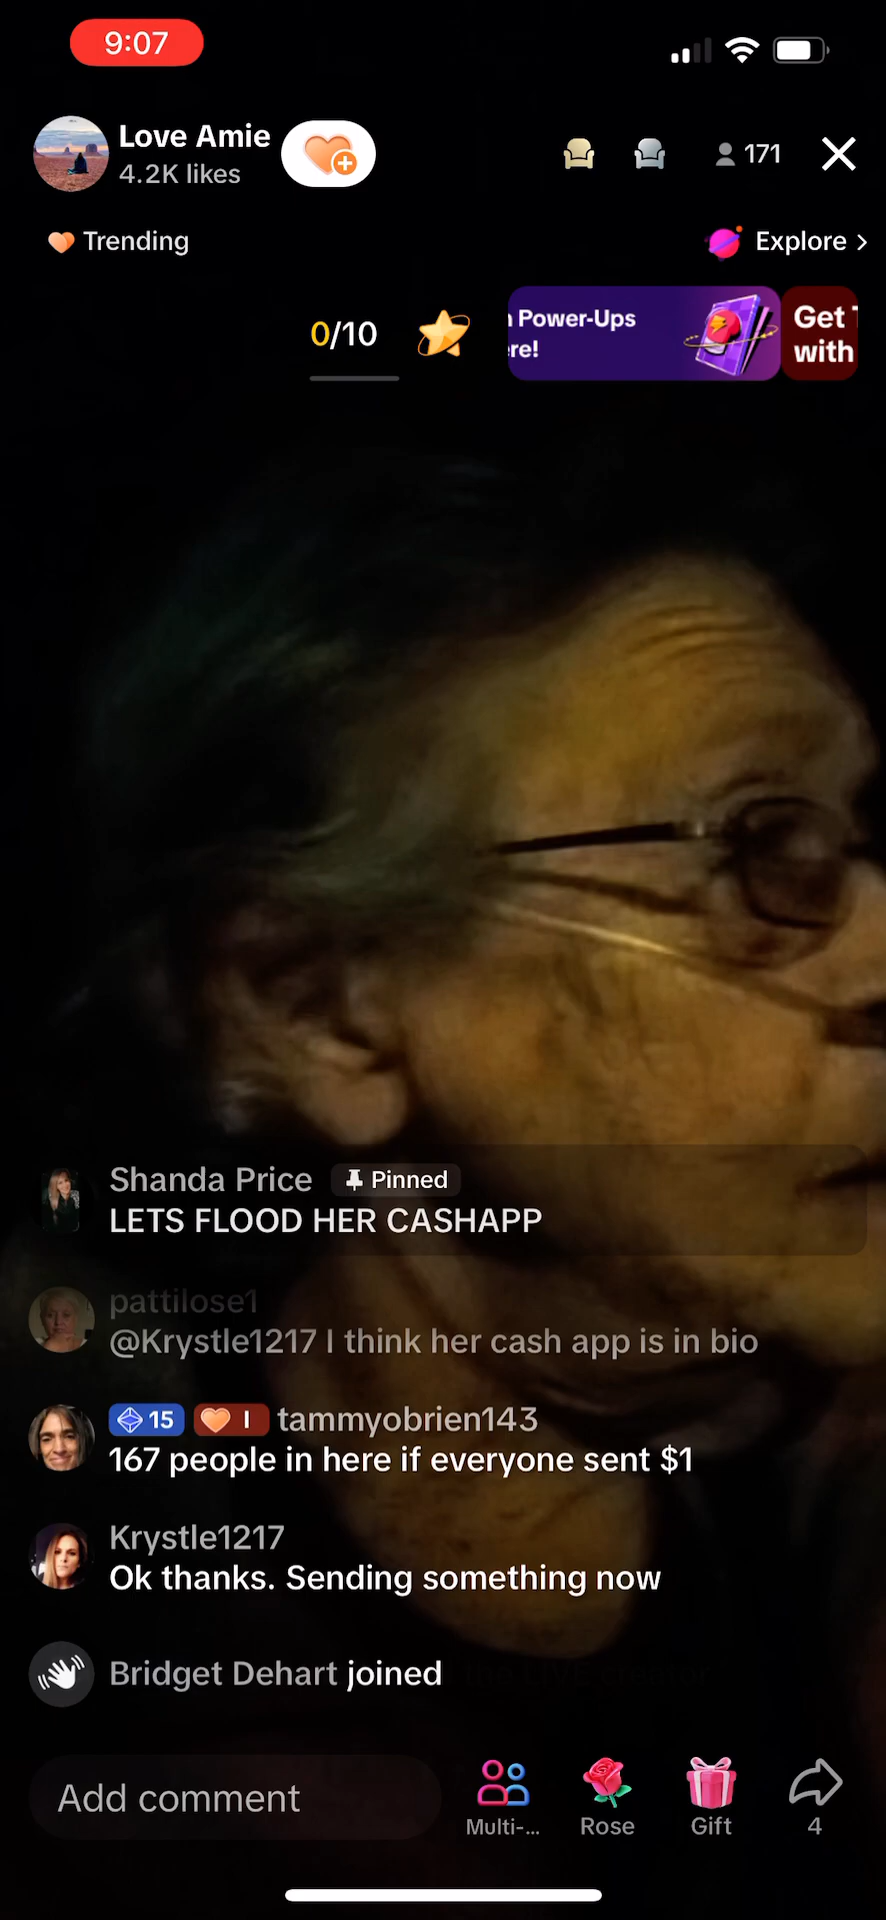 9:07
Love Amie
4.2K likes
171
Trending
Explore >
0/10
Power-Ups
re!
Get
with
Shanda Price Pinned
LETS FLOOD HER CASHAPP
pattilose1
@Krystle1217 I think her cash app is in bio
15 I tammyobrien143
167 people in here if everyone sent $1
Krystle1217
Ok thanks. Sending something now
Bridget Dehart joined the LIVE creator
Add comment
Multi-...
Rose
Gift
4